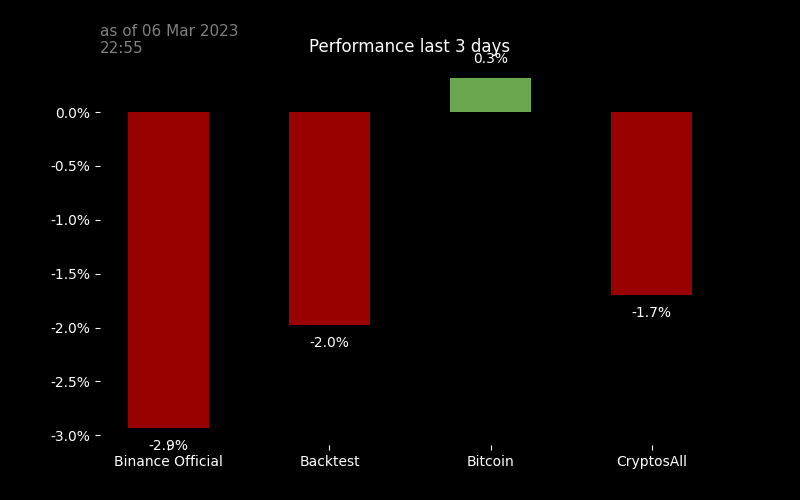 as of 06 Mar 2023
22:55
Performance last 3 days
0.3%
0.0%
-0.5%
-1.0%
-1.5%
-1.7%
-2.0%
-2.0%
-2.5%
-3.0%
-2.9%
Binance Official
Backtest
Bitcoin
CryptosAll